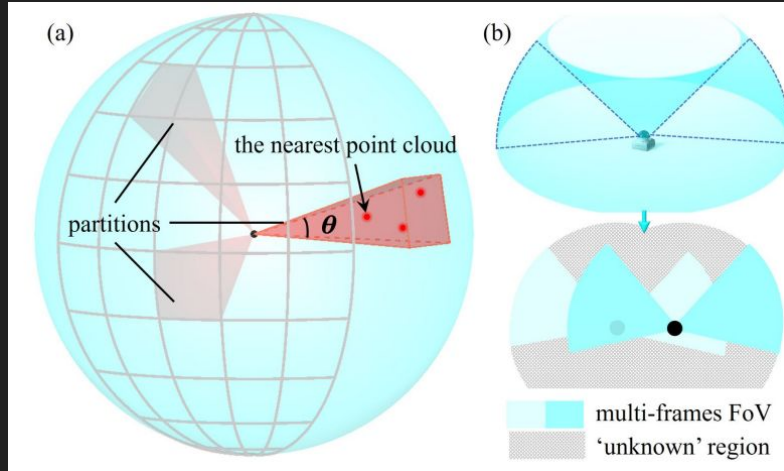 (a)
the nearest point cloud
partitions
θ
(b)
multi-frames FoV
‘unknown’ region